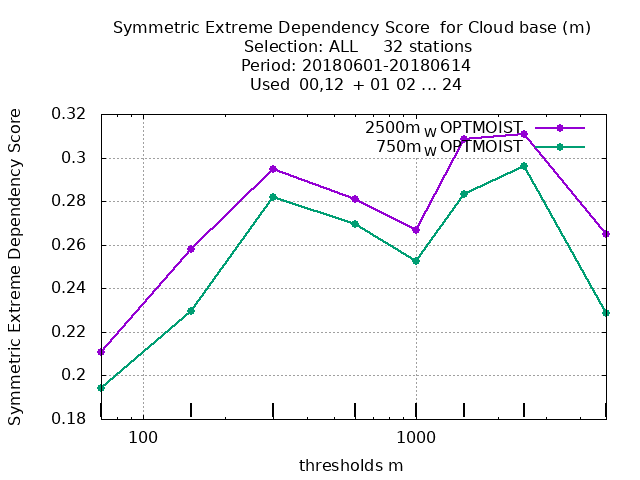 Symmetric Extreme Dependency Score  for Cloud base (m)
Selection: ALL     32 stations
Period: 20180601-20180614
Used  00,12  + 01 02 ... 24
Symmetric Extreme Dependency Score
0.32
0.3
0.28
0.26
0.24
0.22
0.2
0.18
2500m W OPTMOIST
750m W OPTMOIST
100
1000
thresholds m